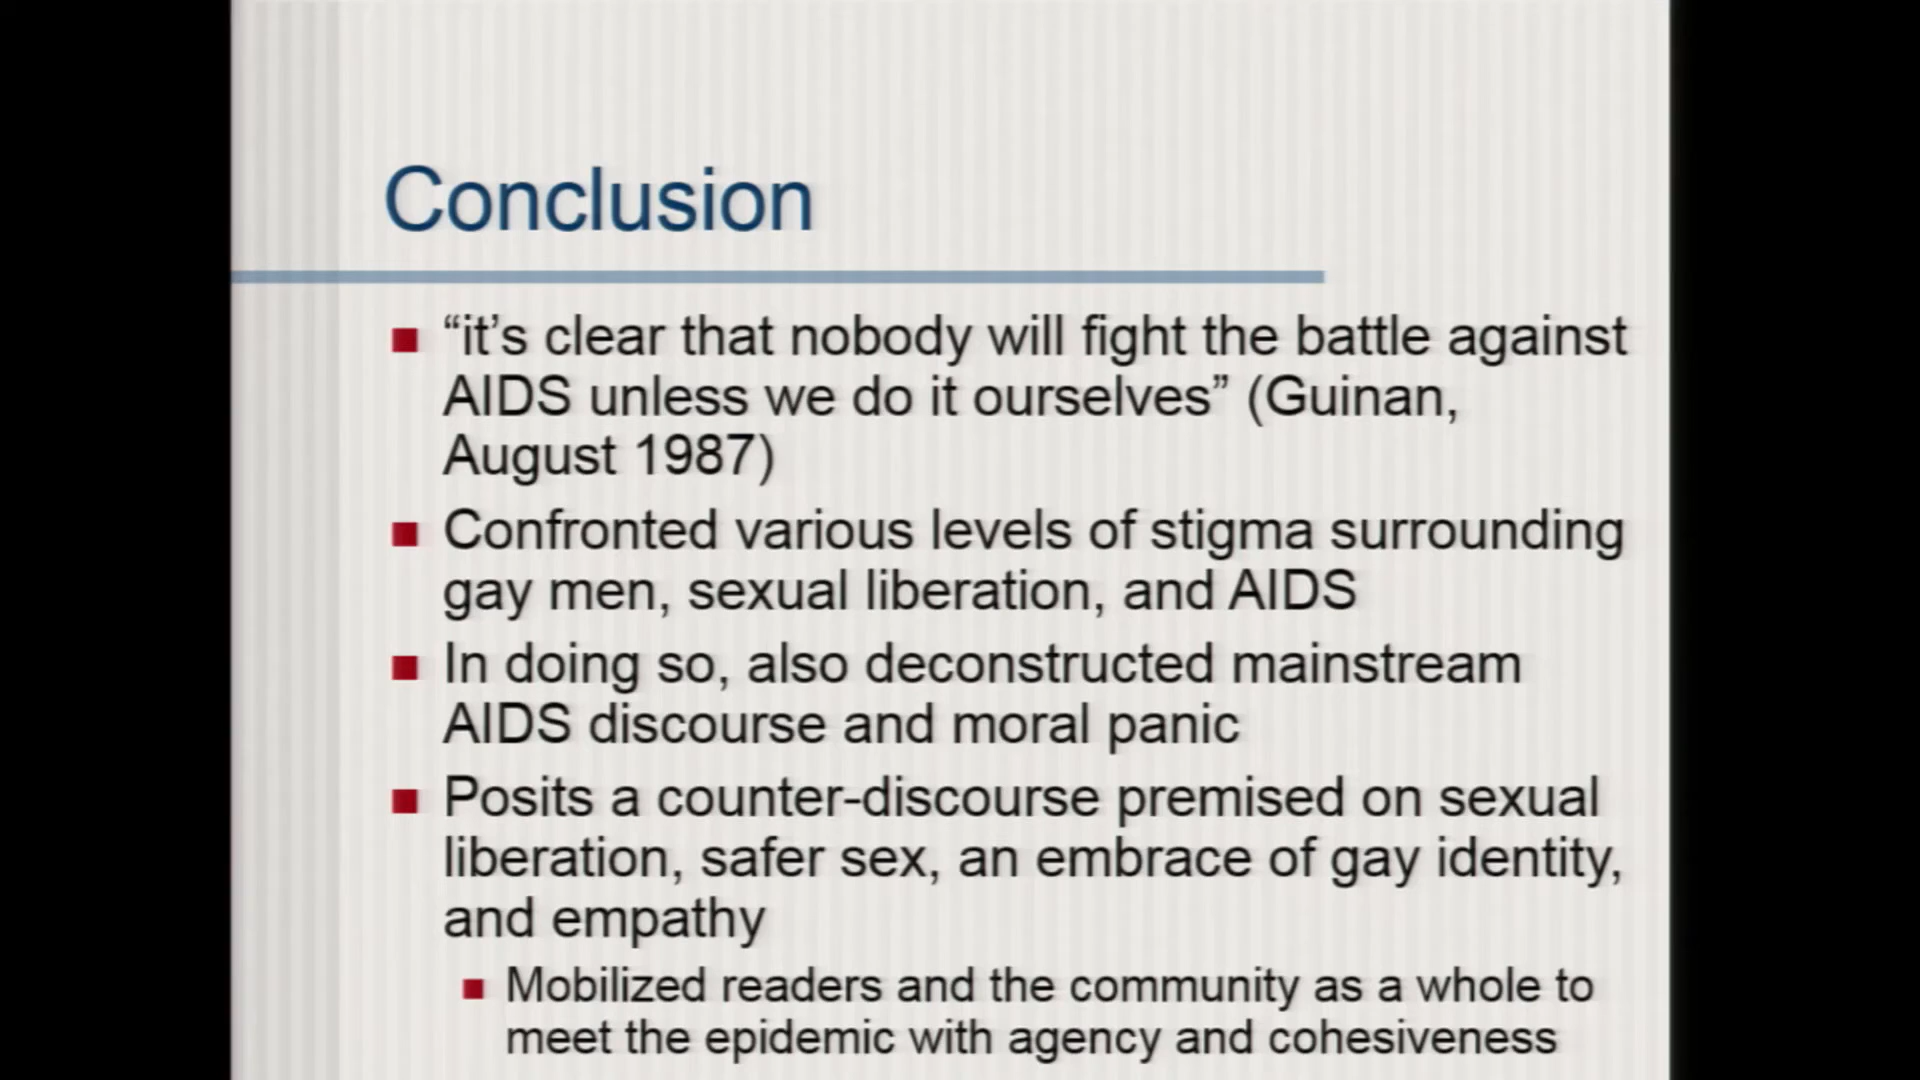 Conclusion
“it’s clear that nobody will fight the battle against
AIDS unless we do it ourselves” (Guinan,
August 1987)
Confronted various levels of stigma surrounding
gay men, sexual liberation, and AIDS
In doing so, also deconstructed mainstream
AIDS discourse and moral panic
Posits a counter-discourse premised on sexual
liberation, safer sex, an embrace of gay identity,
and empathy
Mobilized readers and the community as a whole to
meet the epidemic with agency and cohesiveness